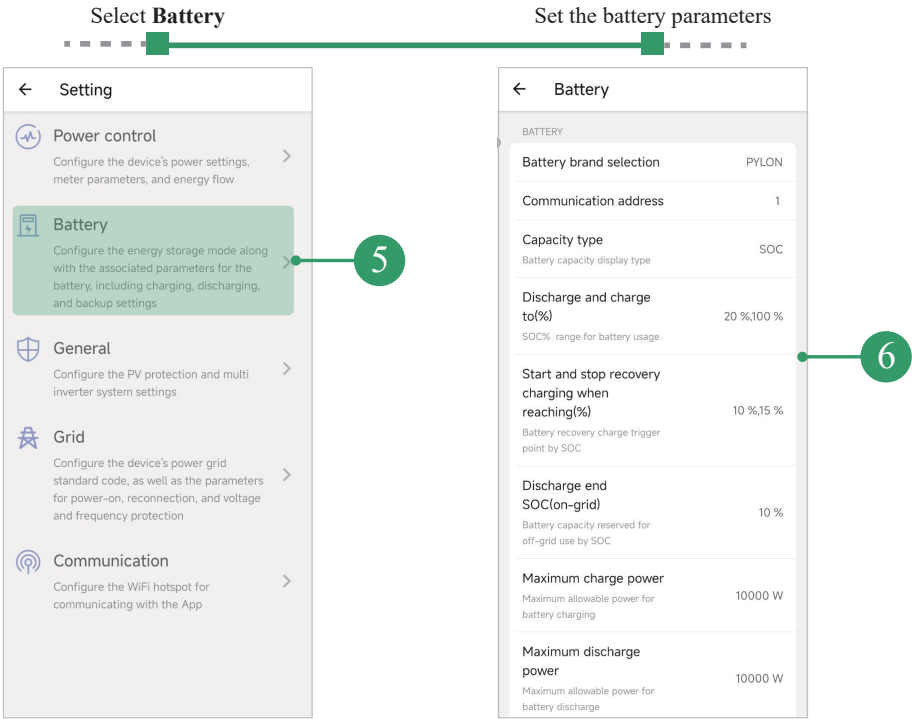 Select Battery
Set the battery parameters
← Setting
Power control
Configure the device's power settings,
meter parameters, and energy flow
Battery
Configure the energy storage mode along
with the associated parameters for the
battery, including charging, discharging,
and backup settings
5
General
Configure the PV protection and multi
inverter system settings
Grid
Configure the device's power grid
standard code, as well as the parameters
for power-on, reconnection, and voltage
and frequency protection
Communication
Configure the WiFi hotspot for
communicating with the App
← Battery
BATTERY
Battery brand selection PYLON
Communication address 1
Capacity type
SOC
Battery capacity display type
Discharge and charge
to(%)
20 %,100 %
SOC% range for battery usage
Start and stop recovery
charging when
reaching(%)
10 %,15 %
Battery recovery charge trigger
point by SOC
Discharge end
SOC(on-grid)
10 %
Battery capacity reserved for
off-grid use by SOC
Maximum charge power
10000 W
Maximum allowable power for
battery charging
Maximum discharge
power
10000 W
Maximum allowable power for
battery discharge
6